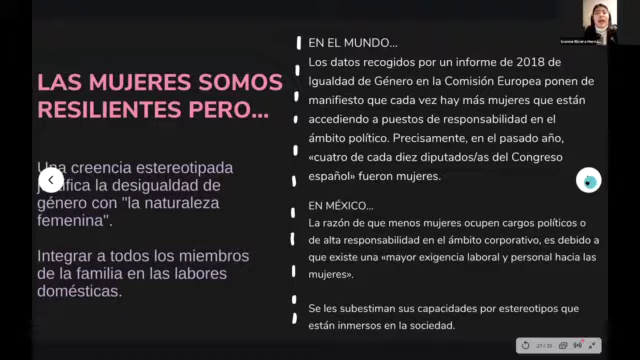 LAS MUJERES SOMOS
RESILIENTES PERO...
Una creencia estereotipada
justifica la desigualdad de
género con "la naturaleza
femenina".
Integrar a todos los miembros
de la familia en las labores
domésticas.
EN EL MUNDO...
Los datos recogidos por un informe de 2018 de
Igualdad de Género en la Comisión Europea ponen de
manifiesto que cada vez hay más mujeres que están
accediendo a puestos de responsabilidad en el
ámbito político. Precisamente, en el pasado año,
«cuatro de cada diez diputados/as del Congreso
español» fueron mujeres.
EN MÉXICO...
La razón de que menos mujeres ocupen cargos políticos o
de alta responsabilidad en el ámbito corporativo, es debido a
que existe una «mayor exigencia laboral y personal hacia las
mujeres».
Se les subestiman sus capacidades por estereotipos que
están inmersos en la sociedad.